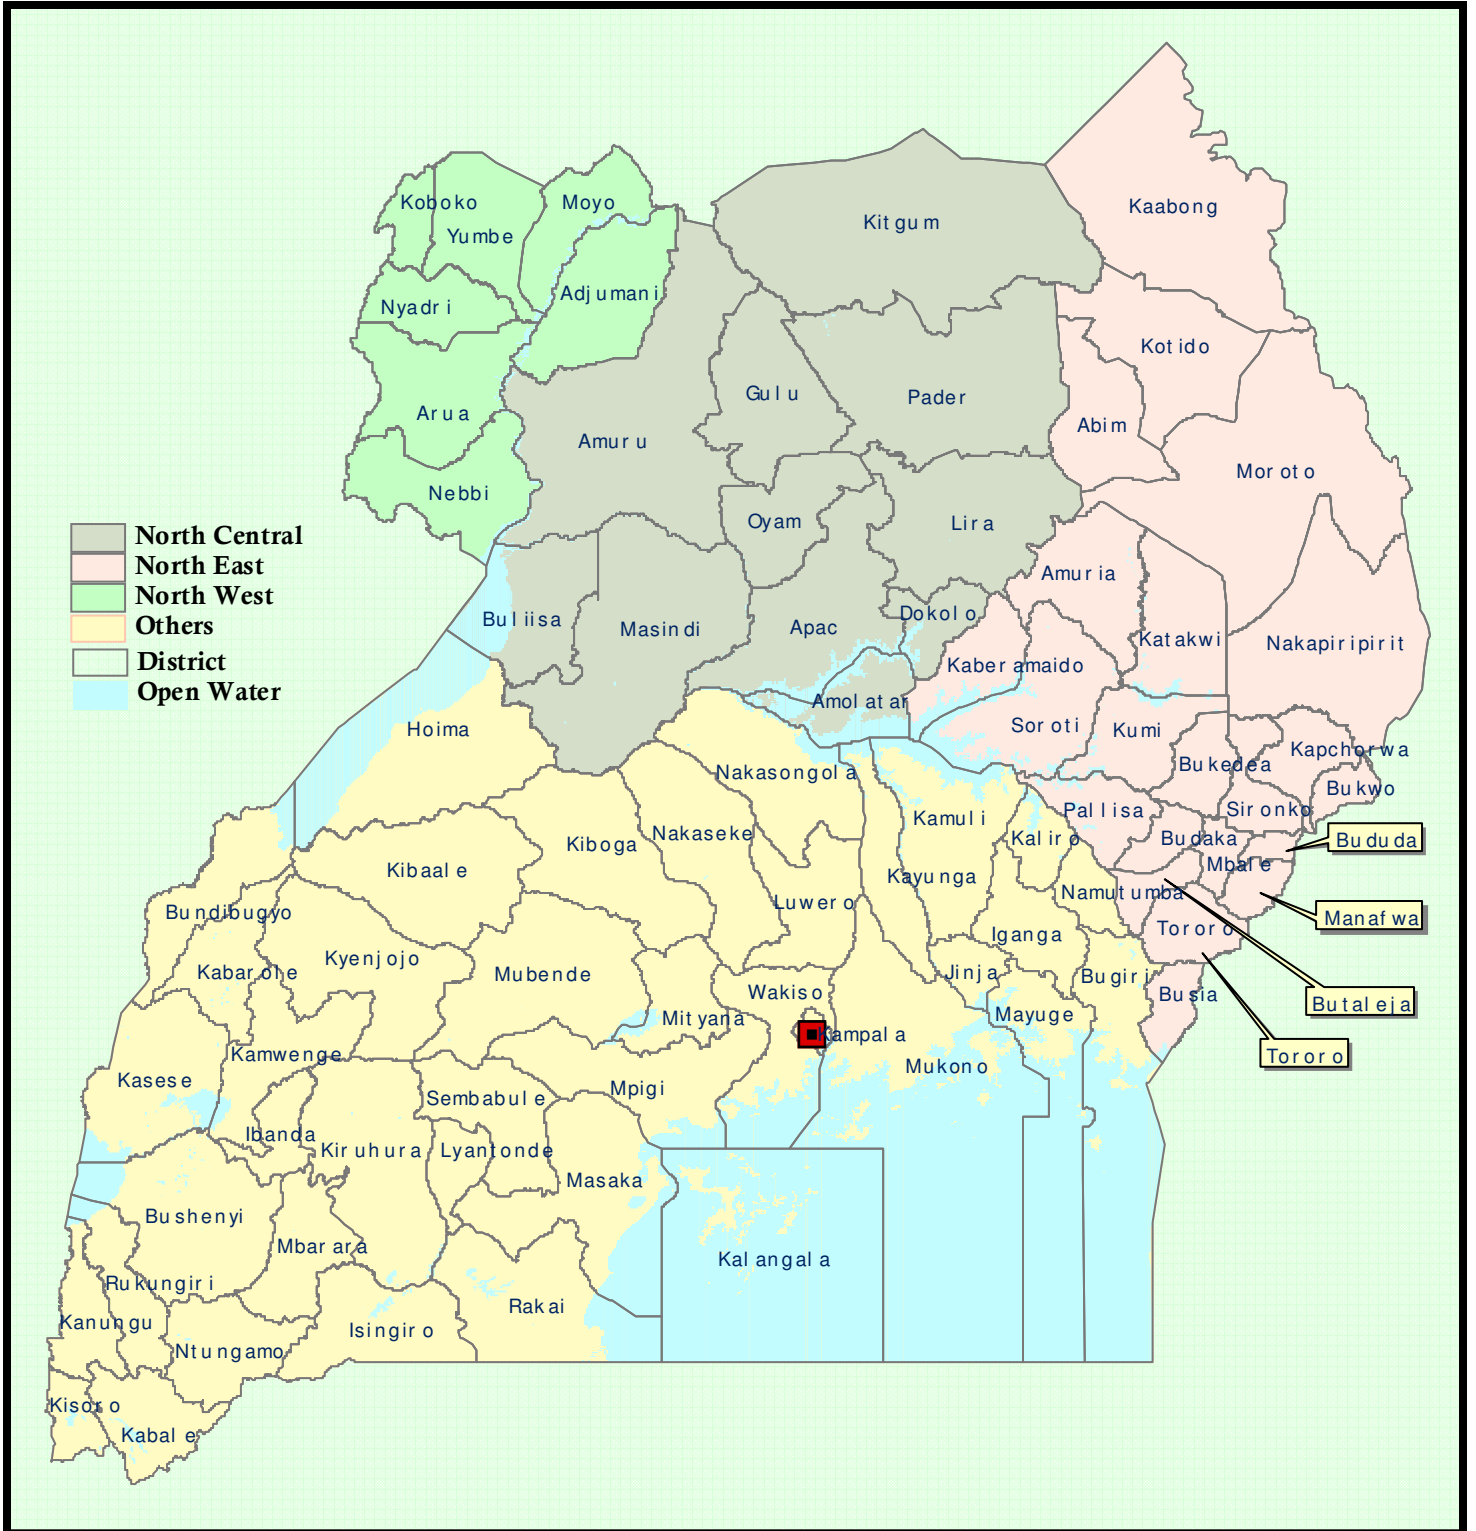 Kaabong
Koboko
Moyo
Kitgum
Yumbe
Adjumani
Nyadri
Kotido
Gulu
Pader
Arua
Abim
Amuru
Moroto
Nebbi
Oyam
Lira
North Central
North East
North West
Others
District
Open Water
Amuria
Buliisa
Masindi
Apac
Dokolo
Katakwi
Nakapiripirit
Kaberamaido
Amolatar
Soroti
Kumi
Hoima
Kapchorwa
Bukedea
Nakasongola
Bukwo
Pallisa
Sironko
Kamuli
Nakaseke
Kaliro
Budaka
Bududa
Kiboga
Mbale
Kibaale
Kayunga
Namutumba
Luwero
Bundibugyo
Manafwa
Tororo
Iganga
Kyenjojo
Kabarole
Mubende
Jinja
Bugiri
Wakiso
Busia
Butaleja
Mityana
Mayuge
Kampala
Kamwenge
Tororo
Mukono
Kasese
Mpigi
Sembabule
Ibanda
Kiruhura
Lyantonde
Masaka
Bushenyi
Mbarara
Kalangala
Rukungiri
Rakai
Kanungu
Isingiro
Ntungamo
Kisoro
Kabale